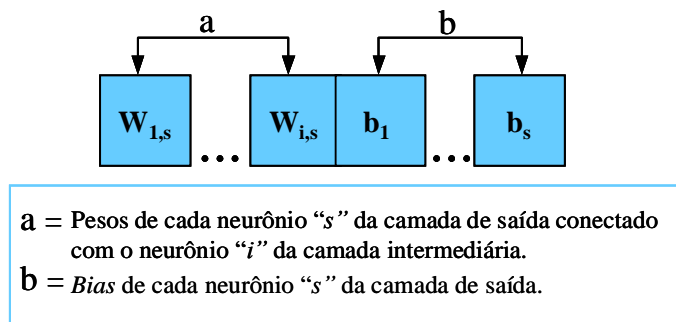 a b
W1,s ... Wi,s b1 ... bs
a = Pesos de cada neurônio “s” da camada de saída conectado
com o neurônio “i” da camada intermediária.
b = Bias de cada neurônio “s” da camada de saída.